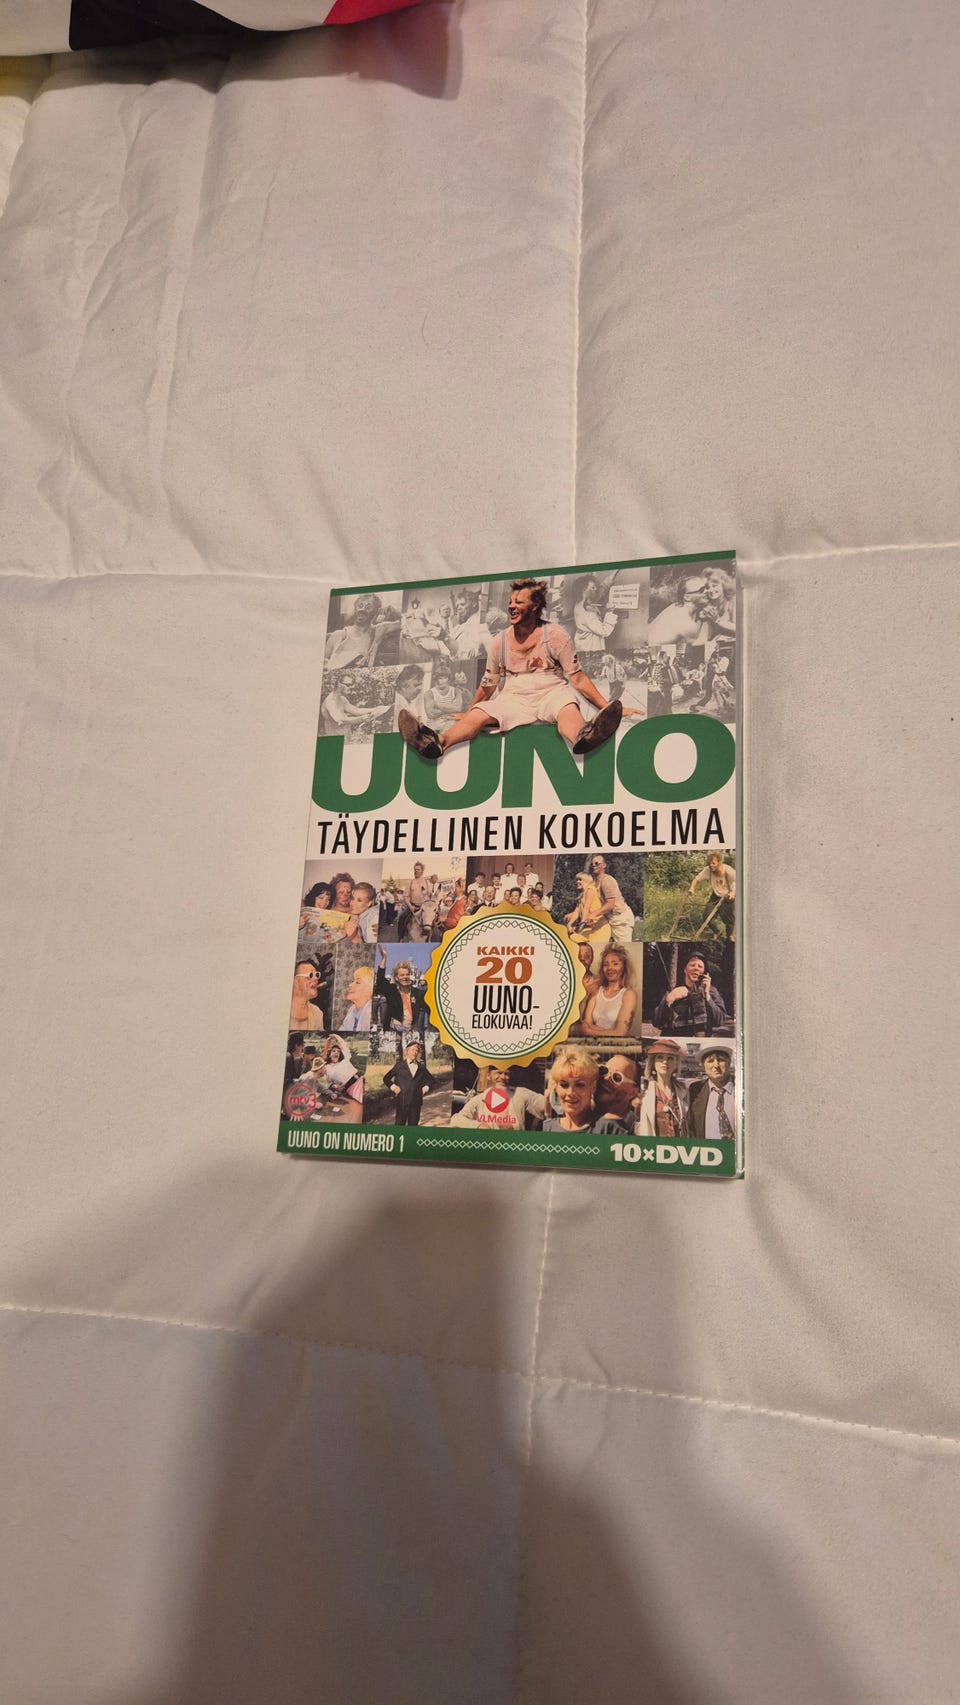 UUNO
TÄYDELLINEN KOKOELMA
KAIKKI
20
UUNO-
ELOKUVAA!
mtv3
VLMedia
UUNO ON NUMERO 1
10×DVD